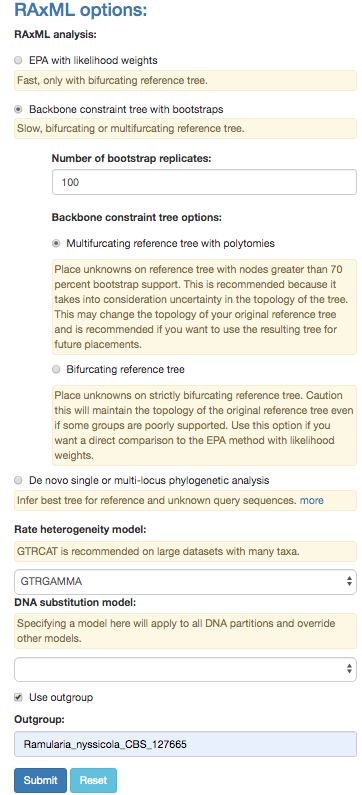 RAxML options:
RAxML analysis:
EPA with likelihood weights
Fast, only with bifurcating reference tree.
Backbone constraint tree with bootstraps
Slow, bifurcating or multifurcating reference tree.
Number of bootstrap replicates:
100
Backbone constraint tree options:
Multifurcating reference tree with polytomies
Place unknowns on reference tree with nodes greater than 70
percent bootstrap support. This is recommended because it
takes into consideration uncertainty in the topology of the tree.
This may change the topology of your original reference tree
and is recommended if you want to use the resulting tree for
future placements.
Bifurcating reference tree
Place unknowns on strictly bifurcating reference tree. Caution
this will maintain the topology of the original reference tree even
if some groups are poorly supported. Use this option if you
want a direct comparison to the EPA method with likelihood
weights.
De novo single or multi-locus phylogenetic analysis
Infer best tree for reference and unknown query sequences. more
Rate heterogeneity model:
GTRCAT is recommended on large datasets with many taxa.
GTRGAMMA
DNA substitution model:
Specifying a model here will apply to all DNA partitions and override
other models.
Use outgroup
Outgroup:
Ramularia_nyssicola_CBS_127665
Submit Reset